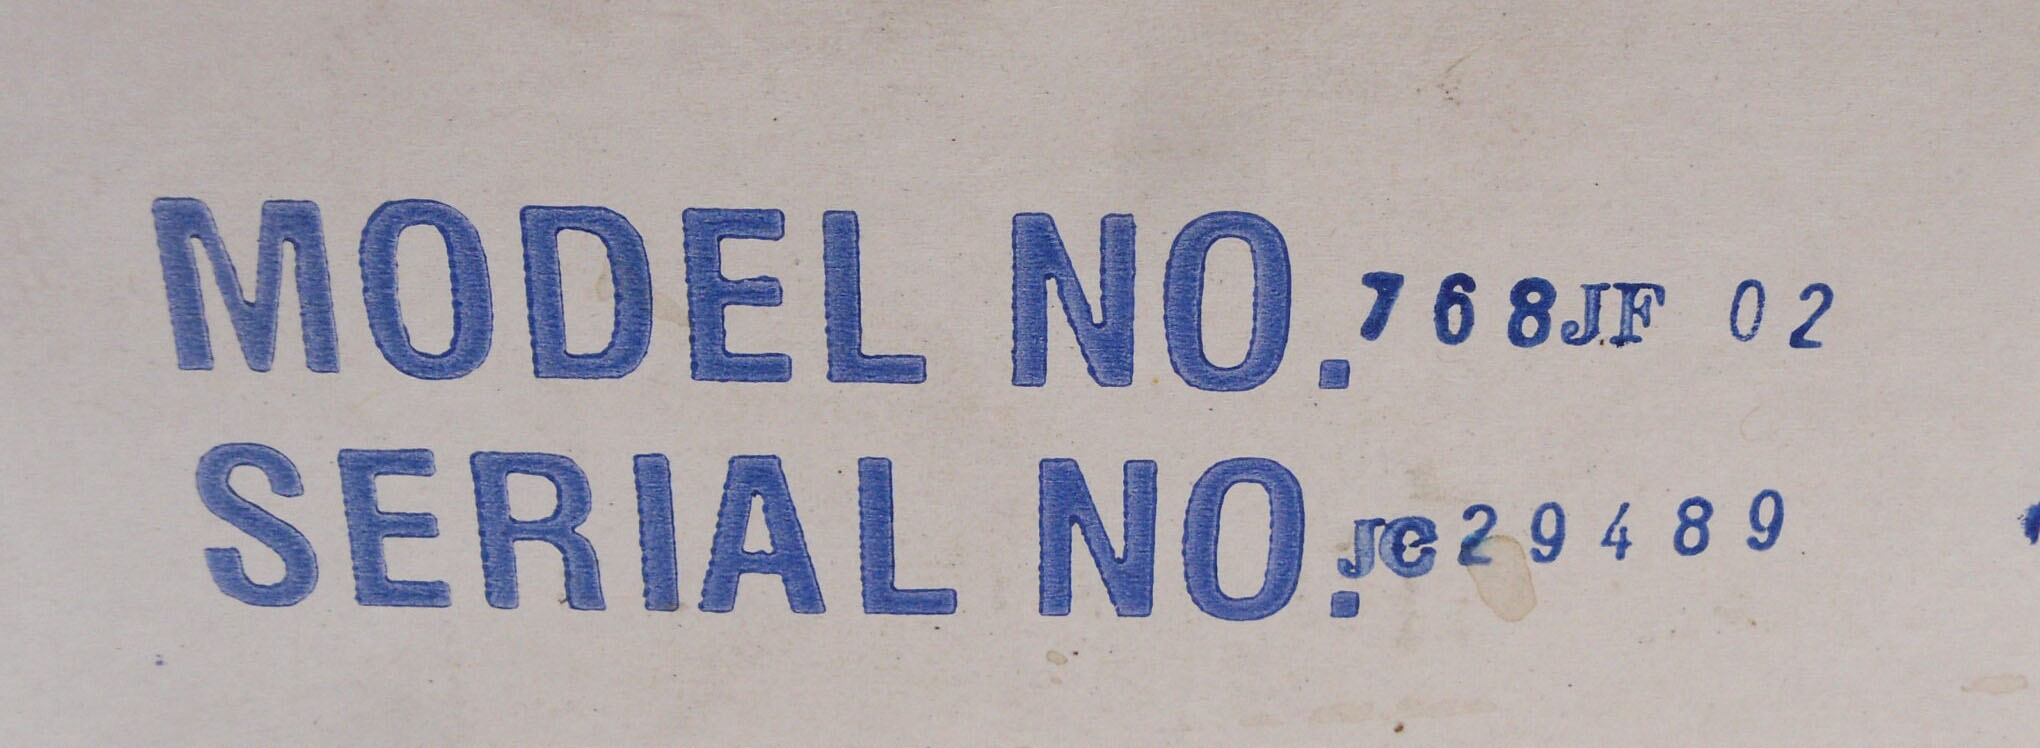 MODEL NO. 768JF 02
SERIAL NO. JC29489